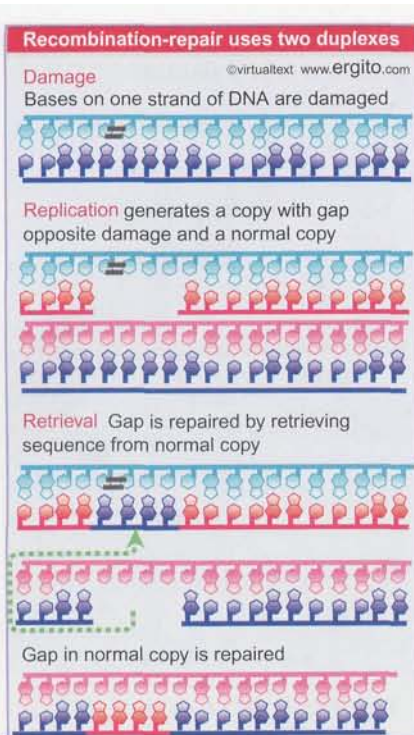 Recombination-repair uses two duplexes
Damage ©virtualtext www.ergito.com
Bases on one strand of DNA are damaged
Replication generates a copy with gap
opposite damage and a normal copy
Retrieval Gap is repaired by retrieving
sequence from normal copy
Gap in normal copy is repaired